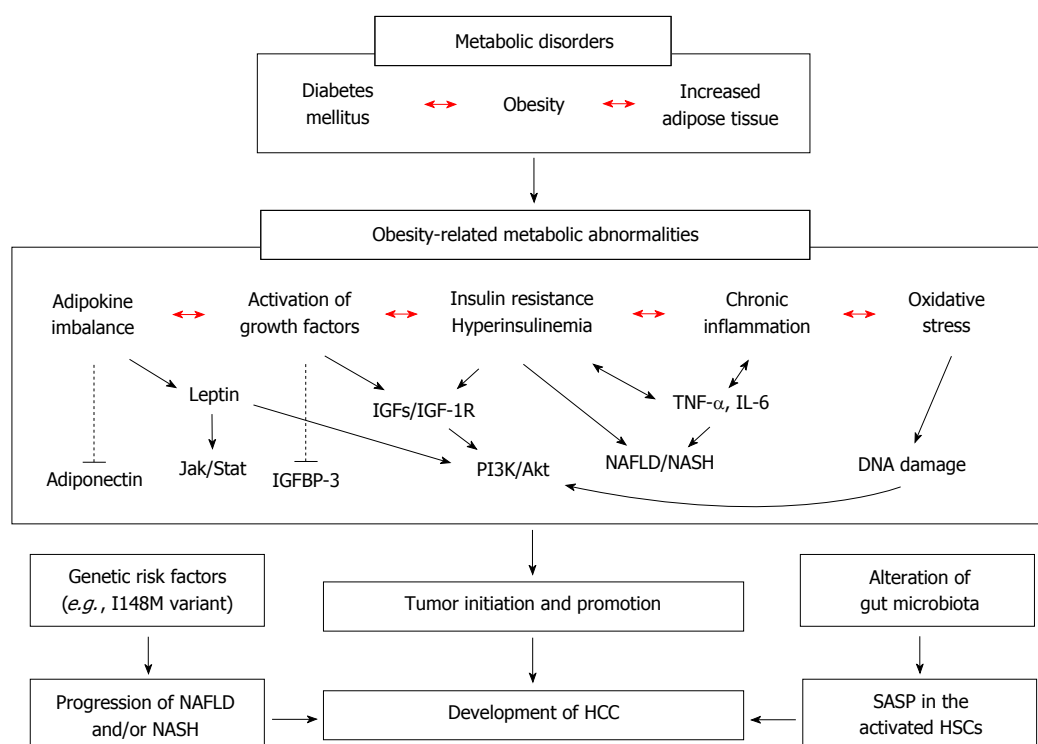 Metabolic disorders
Diabetes
mellitus
Obesity
Increased
adipose tissue
Obesity-related metabolic abnormalities
Adipokine
imbalance
Activation of
growth factors
Insulin resistance
Hyperinsulinemia
Chronic
inflammation
Oxidative
stress
Leptin
IGFs/IGF-1R
TNF-α, IL-6
Adiponectin
Jak/Stat
IGFBP-3
PI3K/Akt
NAFLD/NASH
DNA damage
Genetic risk factors
(e.g., I148M variant)
Tumor initiation and promotion
Alteration of
gut microbiota
Progression of NAFLD
and/or NASH
Development of HCC
SASP in the
activated HSCs